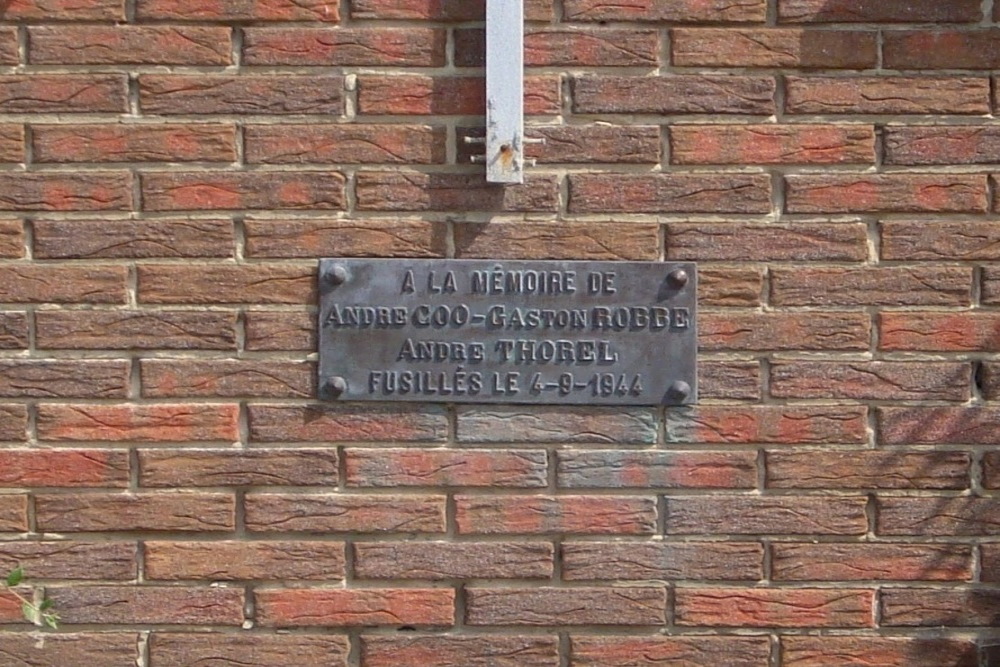 A LA MÉMOIRE DE
ANDRE COO-GASTON ROBBE
ANDRE THOREL
FUSILLÉS LE 4-9-1944